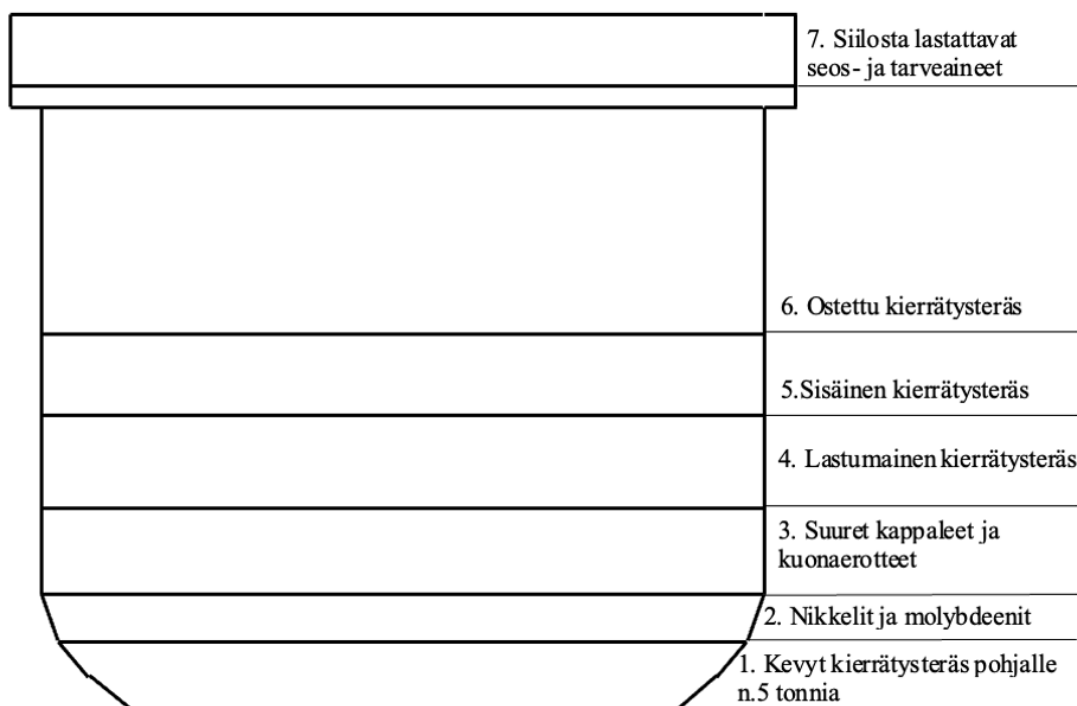 7. Siilosta lastattavat
seos- ja tarveaineet
6. Ostettu kierrätysteräs
5.Sisäinen kierrätysteräs
4. Lastumainen kierrätysteräs
3. Suuret kappaleet ja
kuonaerotteet
2. Nikkelit ja molybdeenit
1. Kevyt kierrätysteräs pohjalle
n.5 tonnia